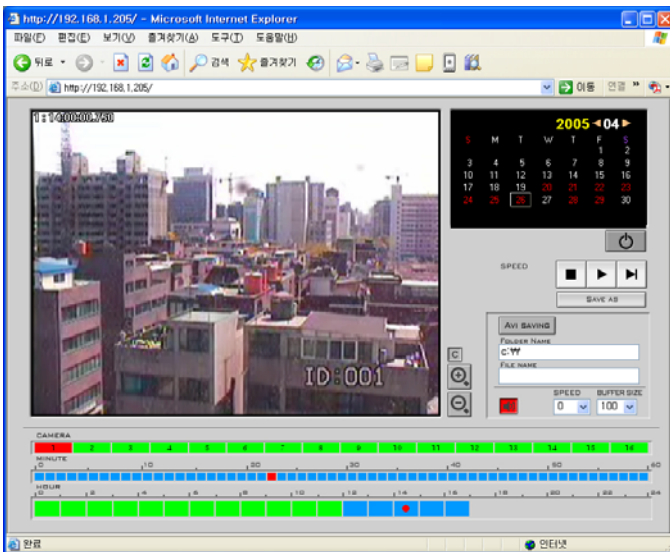 http://192.168.1.205/ - Microsoft Internet Explorer
파일(F) 편집(E) 보기(V) 즐겨찾기(A) 도구(T) 도움말(H)
뒤로 검색 즐겨찾기
주소(D) http://192.168.1.205/ 이동 연결 »
1:14:00:00.750
ID:001
2005 04
S M T W T F S
1 2
3 4 5 6 7 8 9
10 11 12 13 14 15 16
17 18 19 20 21 22 23
24 25 26 27 28 29 30
SPEED
SAVE AS
AVI SAVING
FOLDER NAME
c:₩
FILE NAME
SPEED BUFFER SIZE
0 100
C
CAMERA
1 2 3 4 5 6 7 8 9 10 11 12 13 14 15 16
MINUTE
0 10 20 30 40 50 60
HOUR
0 2 4 6 8 10 12 14 16 18 20 22 24
완료 인터넷